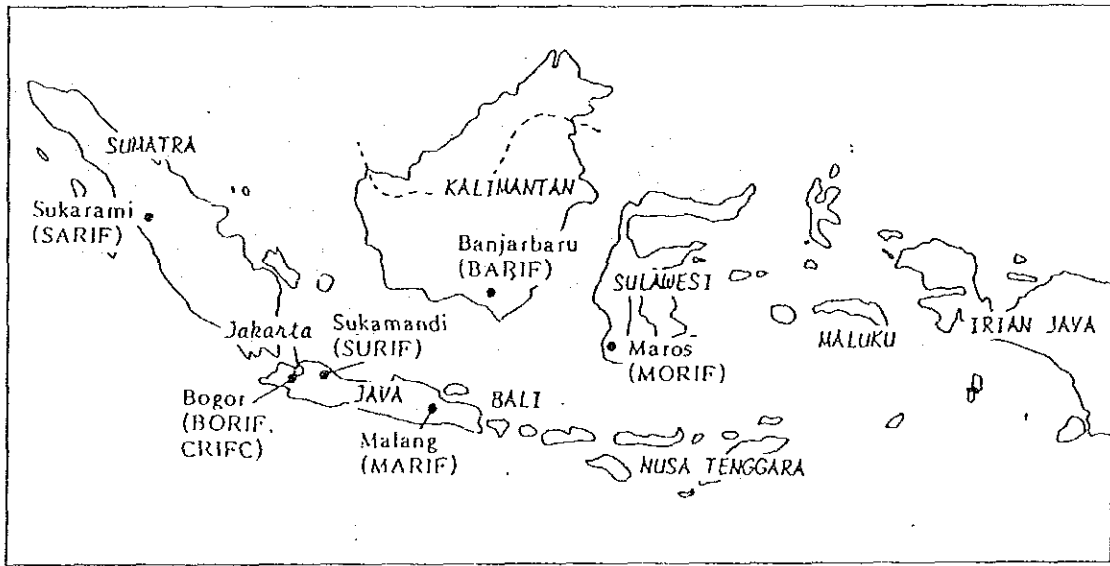 SUMATRA
Sukarami
(SARIF)
KALIMANTAN
Banjarbaru
(BARIF)
SULAWESI
Maros
(MORIF)
MALUKU
IRIAN JAYA
Jakarta
Sukamandi
(SURIF)
Bogor
(BORIF,
CRIFC)
JAVA
Malang
(MARIF)
BALI
NUSA TENGGARA